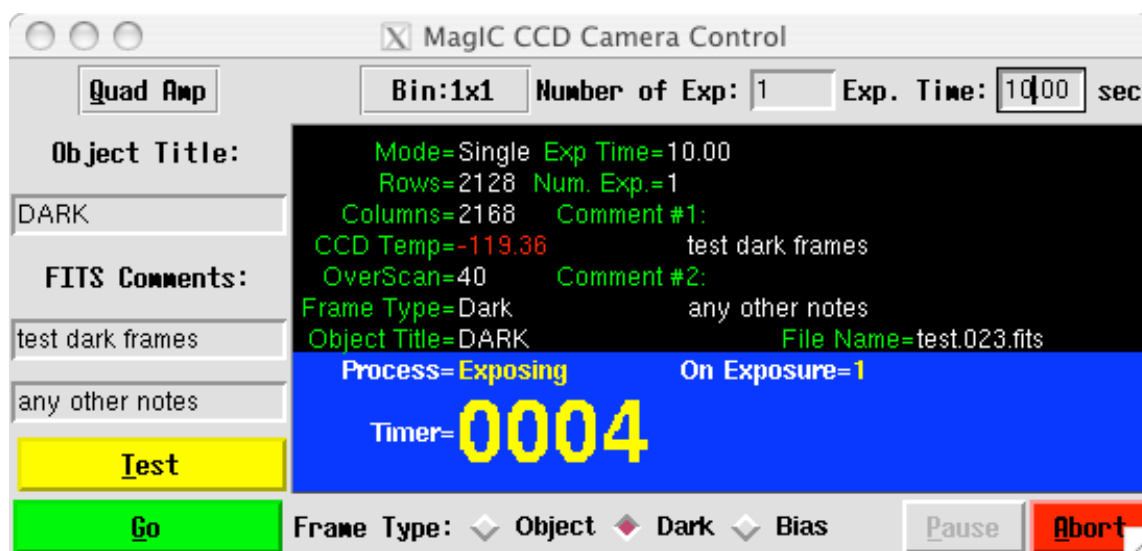 X MagIC CCD Camera Control
Quad Amp Bin:1x1 Number of Exp: 1 Exp. Time: 10.00 sec
Object Title:
DARK
FITS Comments:
test dark frames
any other notes
Test
Go
Mode=Single Exp Time=10.00
Rows=2128 Num. Exp.=1
Columns=2168 Comment #1:
CCD Temp=-119.36 test dark frames
OverScan=40 Comment #2:
Frame Type=Dark any other notes
Object Title=DARK File Name=test.023.fits
Process=Exposing On Exposure=1
Timer=0004
Frame Type: Object Dark Bias Pause Abort